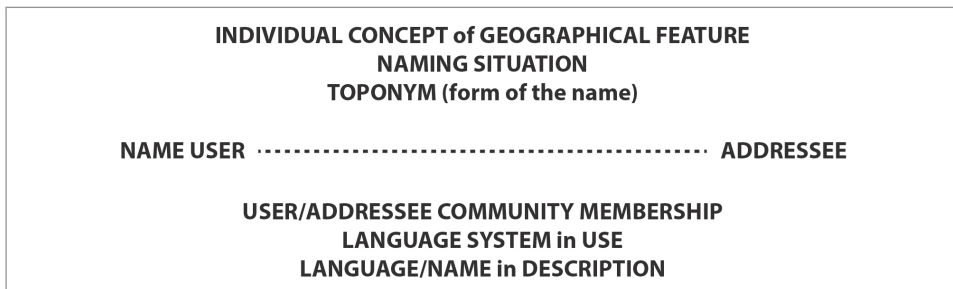 INDIVIDUAL CONCEPT of GEOGRAPHICAL FEATURE
NAMING SITUATION
TOPONYM (form of the name)
NAME USER ADDRESSEE
USER/ADDRESSEE COMMUNITY MEMBERSHIP
LANGUAGE SYSTEM in USE
LANGUAGE/NAME in DESCRIPTION